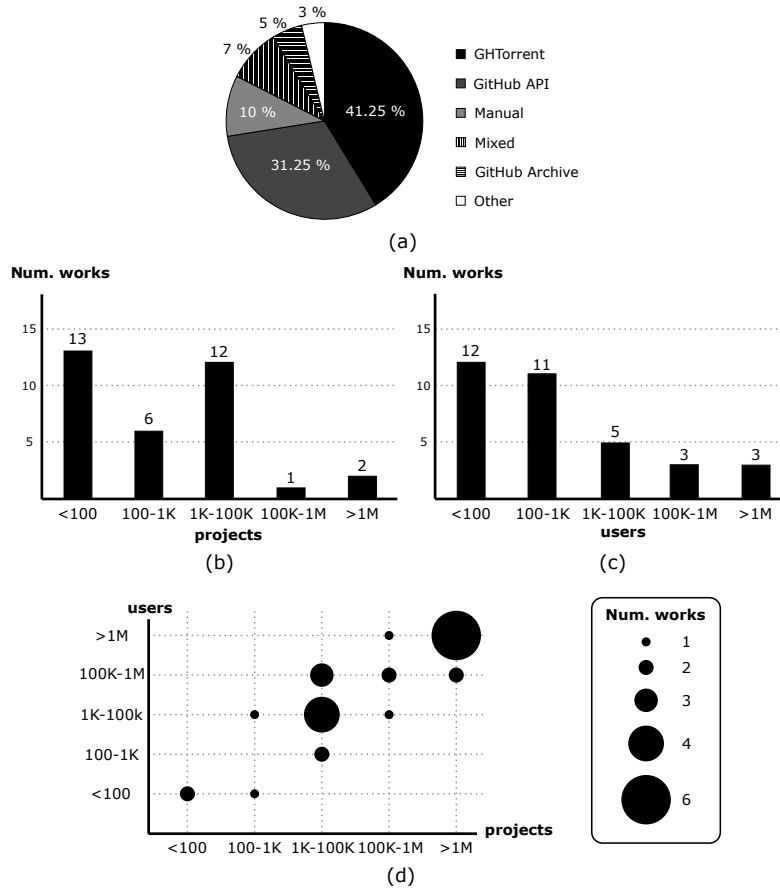 3 %
5 %
7 %
10 %
41.25 %
31.25 %
GHTorrent
GitHub API
Manual
Mixed
GitHub Archive
Other
(a)
Num. works
15
10
5
13
6
12
1
2
<100 100-1K 1K-100K 100K-1M >1M
projects
(b)
Num. works
15
10
5
12
11
5
3
3
<100 100-1K 1K-100K 100K-1M >1M
users
(c)
users
>1M
100K-1M
1K-100k
100-1K
<100
projects
<100 100-1K 1K-100K 100K-1M >1M
Num. works
1
2
3
4
6
(d)